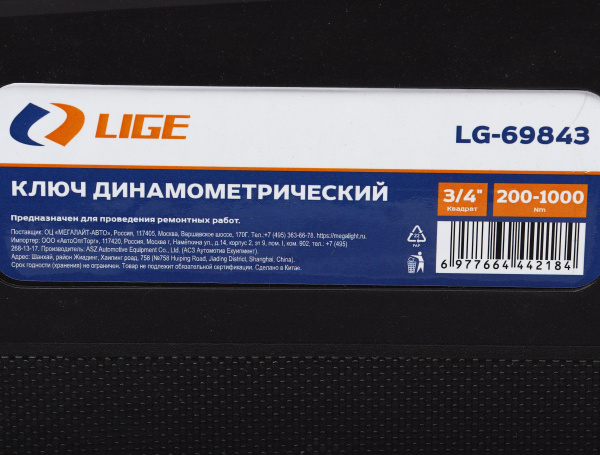 LIGE
LG-69843
КЛЮЧ ДИНАМОМЕТРИЧЕСКИЙ
3/4"
Квадрат
200-1000
Nm
Предназначен для проведения ремонтных работ.
Поставщик: ОЦ «МЕГАЛАЙТ-АВТО», Россия, 117405, Москва, Варшавское шоссе, 170Г, Тел.:+7 (495) 363-66-78, https://megalight.ru.
Импортер: ООО «АвтоОптТорг», 117420, Россия, Москва г, Намёткина ул., д 14, корпус 2, эт 9, пом. I, ком. 902, тел.: +7 (495)
268-13-17. Производитель: ASZ Automotive Equipment Co., Ltd. (АСЗ Аутомотив Екуипмент)
Адрес: Шанхай, район Жиадинг, Хаипинг роад, 758 (№758 Huiping Road, Jiading District, Shanghai, China).
Срок годности (хранения) не ограничен. Товар не подлежит обязательной сертификации. Сделано в Китае.
22
PAP
6 977664 442184